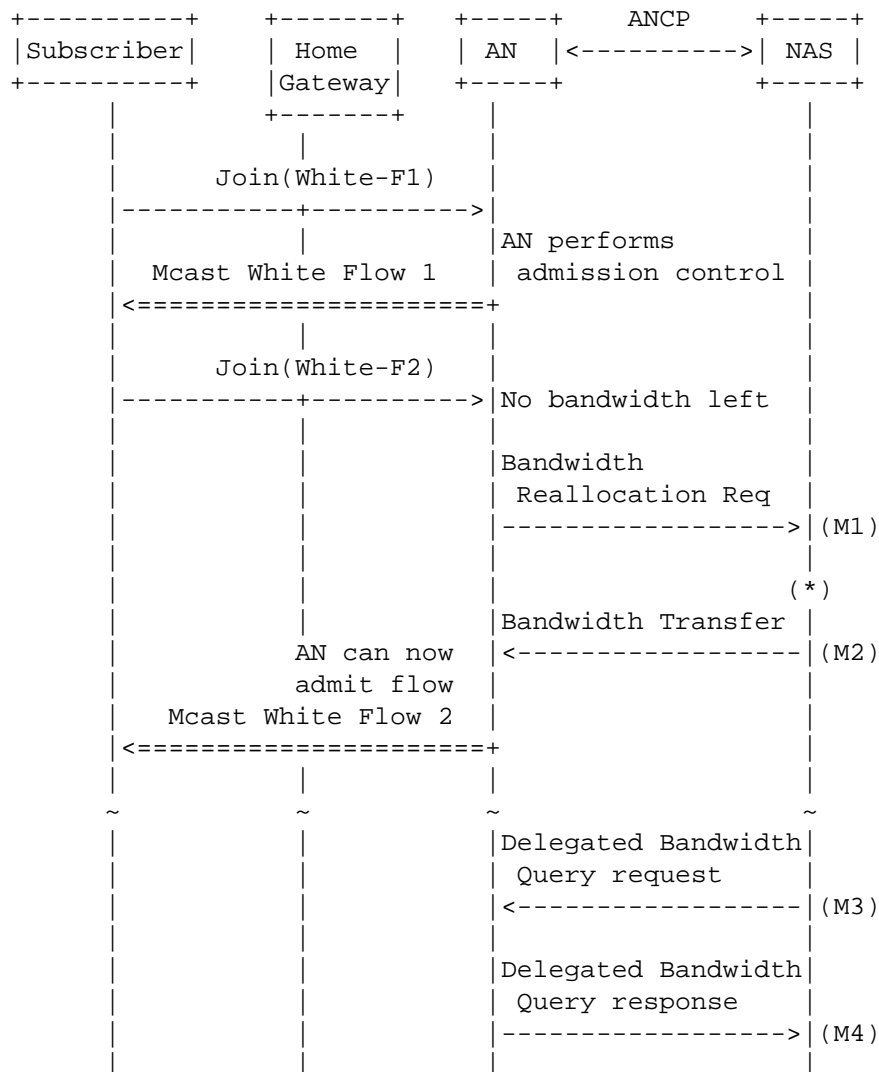 +----------+     +-------+    +-----+    ANCP     +-----+
|Subscriber|     | Home  |    | AN  |<----------->| NAS |
+----------+     |Gateway|    +-----+             +-----+
      |          +-------+       |                   |
      |            |             |                   |
      |      Join(White-F1)      |                   |
      |------------+----------->|                   |
      |            |             |AN performs        |
      |  Mcast White Flow 1      | admission control |
      |<======================+                   |
      |            |             |                   |
      |      Join(White-F2)      |                   |
      |------------+----------->|No bandwidth left  |
      |            |             |                   |
      |            |             |Bandwidth          |
      |            |             | Reallocation Req  |
      |            |             |------------------>|(M1)
      |            |             |                   |
      |            |             |                  (*)
      |            |             |Bandwidth Transfer |
      |           AN can now     |<------------------|(M2)
      |           admit flow     |                   |
      |   Mcast White Flow 2     |                   |
      |<======================+                   |
      |            |             |                   |
      ~            ~             ~                   ~
      |            |             |Delegated Bandwidth|
      |            |             | Query request     |
      |            |             |<------------------|(M3)
      |            |             |                   |
      |            |             |Delegated Bandwidth|
      |            |             | Query response    |
      |            |             |------------------>|(M4)
      |            |             |                   |